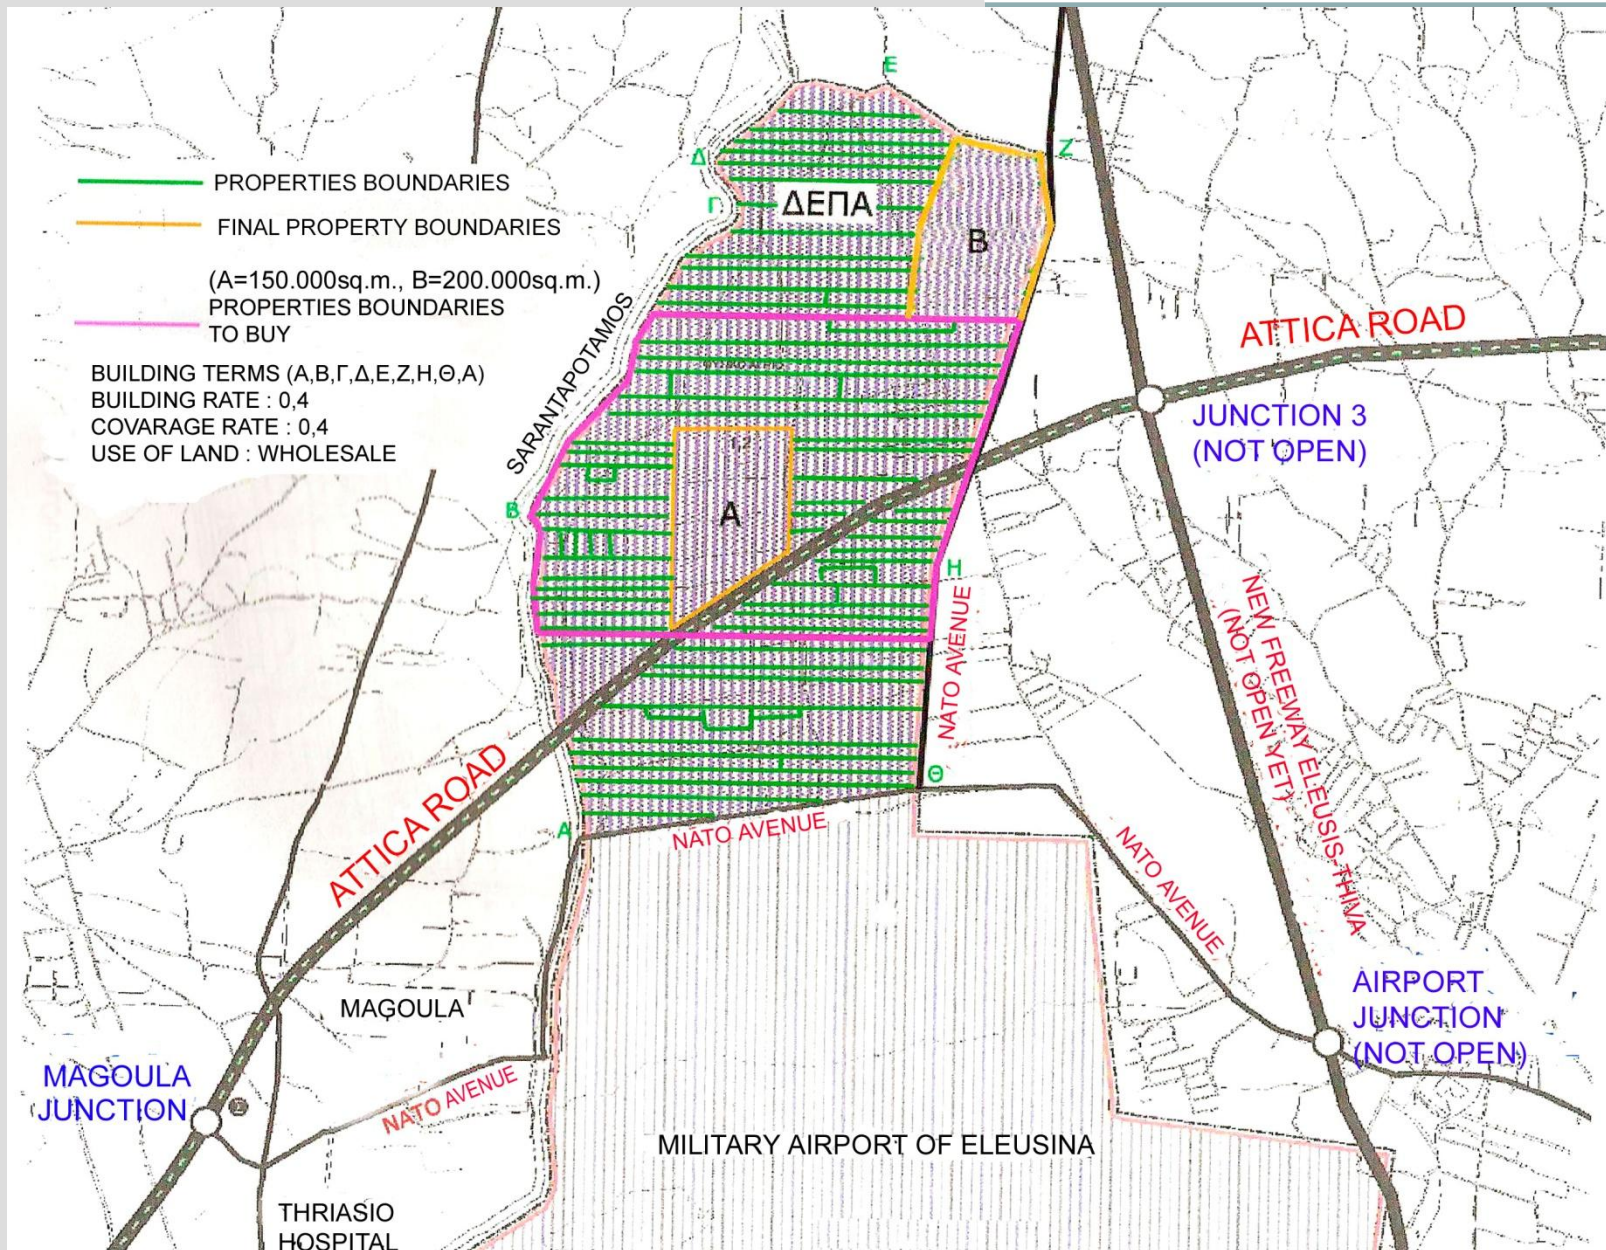 PROPERTIES BOUNDARIES
FINAL PROPERTY BOUNDARIES
(A=150.000sq.m., B=200.000sq.m.)
PROPERTIES BOUNDARIES
TO BUY
BUILDING TERMS (Α,Β,Γ,Δ,Ε,Ζ,Η,Θ,Α)
BUILDING RATE : 0,4
COVARAGE RATE : 0,4
USE OF LAND : WHOLESALE
Ε
Δ
Ζ
Γ
ΔΕΠΑ
B
SARANTAPOTAMOS
ATTICA ROAD
JUNCTION 3
(NOT OPEN)
Β
A
Η
NATO AVENUE
NEW FREEWAY ELEUSIS-THIVA
(NOT OPEN YET)
Θ
Α
NATO AVENUE
ATTICA ROAD
NATO AVENUE
AIRPORT
JUNCTION
(NOT OPEN)
MAGOULA
MAGOULA
JUNCTION
NATO AVENUE
MILITARY AIRPORT OF ELEUSINA
THRIASIO
HOSPITAL